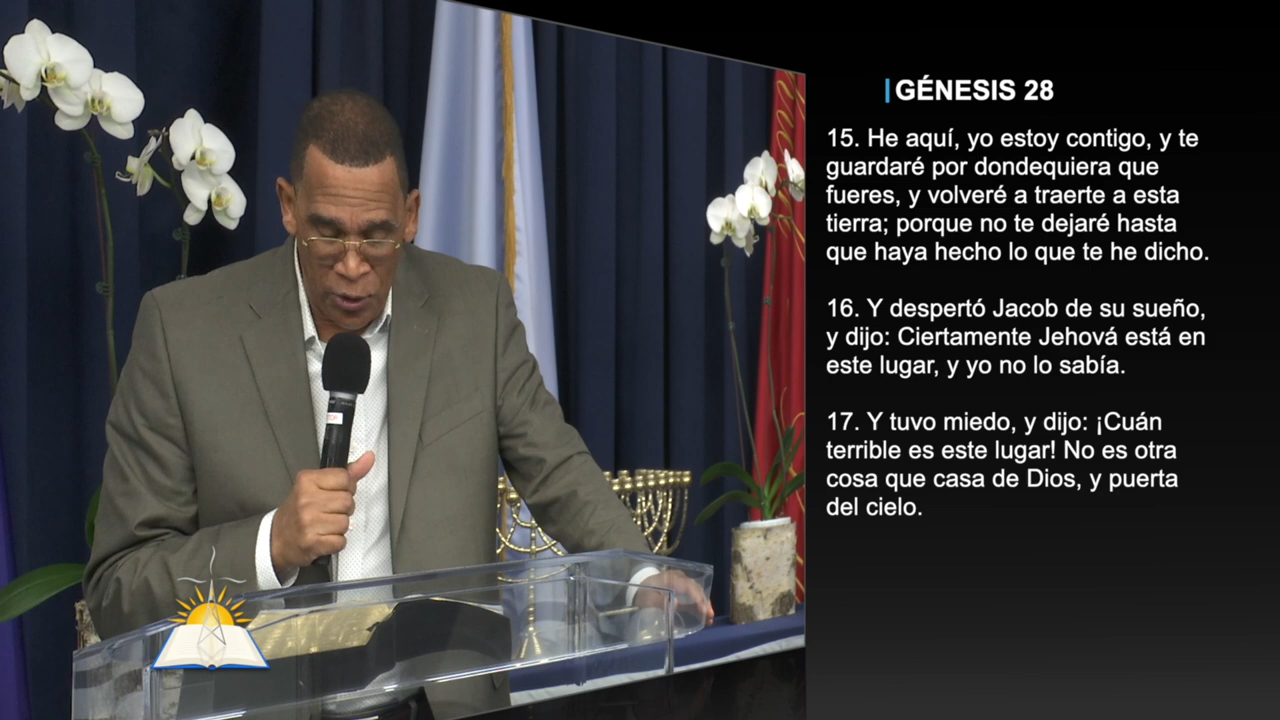 GÉNESIS 28
15. He aquí, yo estoy contigo, y te
guardaré por dondequiera que
fueres, y volveré a traerte a esta
tierra; porque no te dejaré hasta
que haya hecho lo que te he dicho.
16. Y despertó Jacob de su sueño,
y dijo: Ciertamente Jehová está en
este lugar, y yo no lo sabía.
17. Y tuvo miedo, y dijo: ¡Cuán
terrible es este lugar! No es otra
cosa que casa de Dios, y puerta
del cielo.